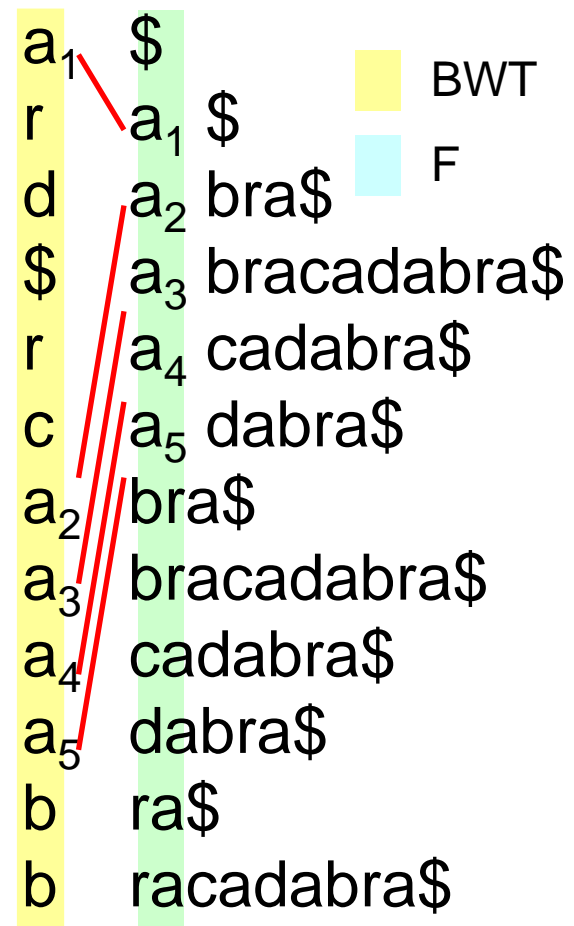 a₁ $
r a₁ $
d a₂ bra$
$ a₃ bracadabra$
r a₄ cadabra$
c a₅ dabra$
a₂ bra$
a₃ bracadabra$
a₄ cadabra$
a₅ dabra$
b ra$
b racadabra$
BWT
F